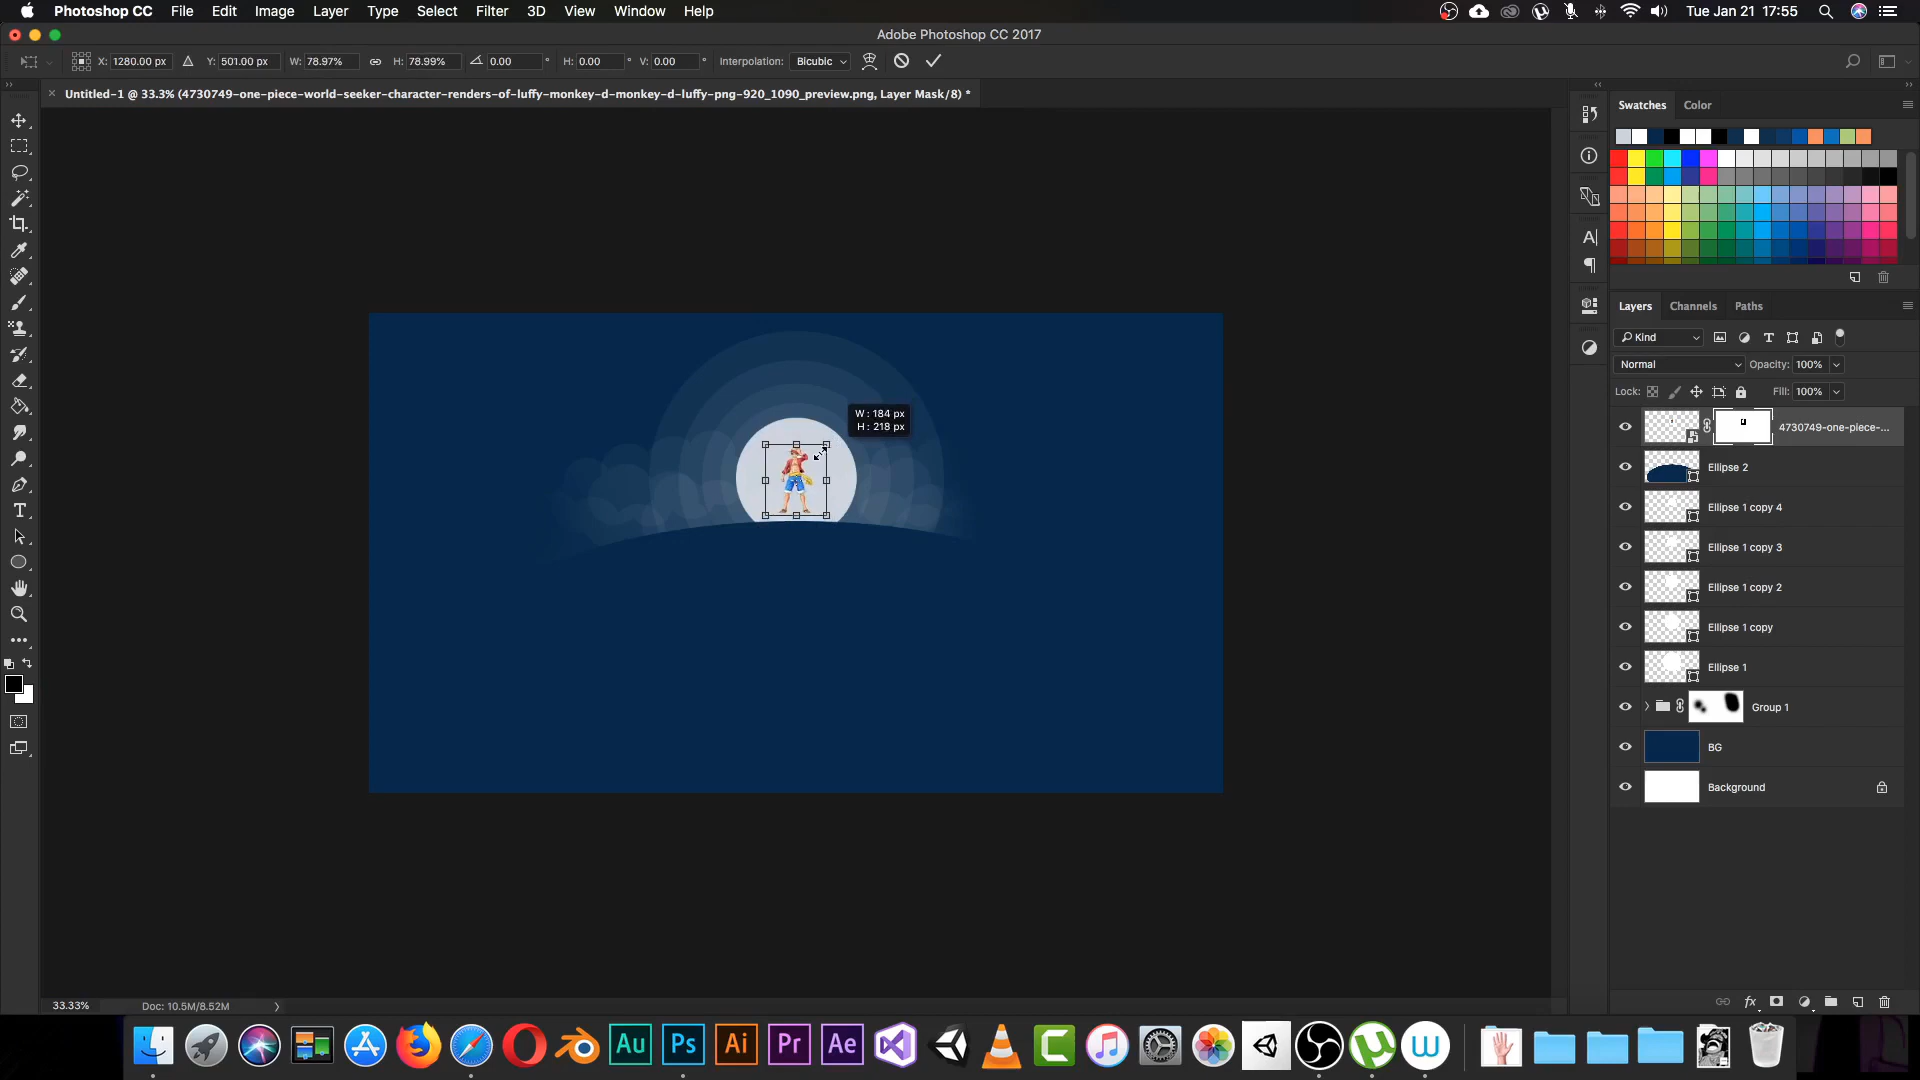 Photoshop CC File Edit Image Layer Type Select Filter 3D View Window Help Tue Jan 21 17:55
Adobe Photoshop CC 2017
X: 1280.00 px Y: 501.00 px W: 78.97% H: 78.99% 0.00 ° H: 0.00 ° V: 0.00 ° Interpolation: Bicubic
Untitled-1 @ 33.3% (4730749-one-piece-world-seeker-character-renders-of-luffy-monkey-d-monkey-d-luffy-png-920_1090_preview.png, Layer Mask/8) *
Swatches Color
Layers Channels Paths
Kind
Normal Opacity: 100%
Lock: Fill: 100%
W : 184 px
H : 218 px
4730749-one-piece-...
Ellipse 2
Ellipse 1 copy 4
Ellipse 1 copy 3
Ellipse 1 copy 2
Ellipse 1 copy
Ellipse 1
Group 1
BG
Background
33.33% Doc: 10.5M/8.52M
Au Ps Ai Pr Ae